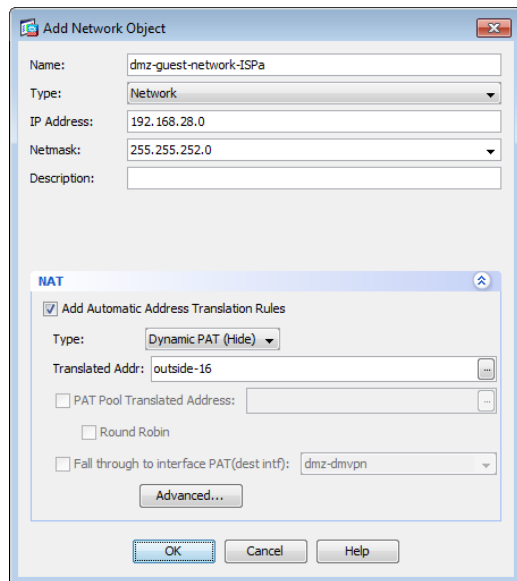 Add Network Object
Name: dmz-guest-network-ISPa
Type: Network
IP Address: 192.168.28.0
Netmask: 255.255.252.0
Description:
NAT
Add Automatic Address Translation Rules
Type: Dynamic PAT (Hide)
Translated Addr: outside-16 ...
PAT Pool Translated Address: ...
Round Robin
Fall through to interface PAT(dest intf): dmz-dmvpn
Advanced...
OK Cancel Help